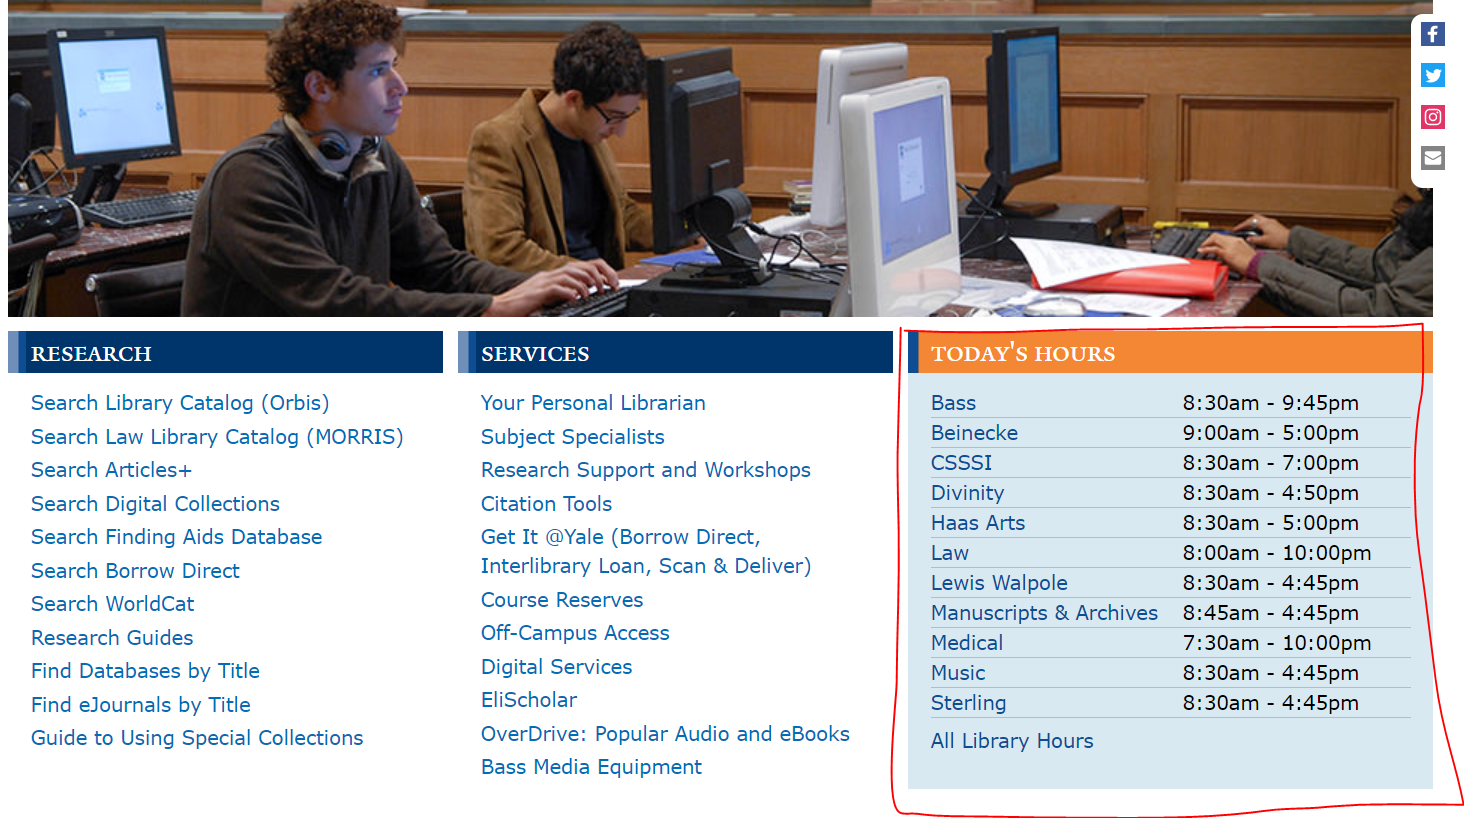 RESEARCH
Search Library Catalog (Orbis)
Search Law Library Catalog (MORRIS)
Search Articles+
Search Digital Collections
Search Finding Aids Database
Search Borrow Direct
Search WorldCat
Research Guides
Find Databases by Title
Find eJournals by Title
Guide to Using Special Collections
SERVICES
Your Personal Librarian
Subject Specialists
Research Support and Workshops
Citation Tools
Get It @Yale (Borrow Direct,
Interlibrary Loan, Scan & Deliver)
Course Reserves
Off-Campus Access
Digital Services
EliScholar
OverDrive: Popular Audio and eBooks
Bass Media Equipment
TODAY'S HOURS
Bass 8:30am - 9:45pm
Beinecke 9:00am - 5:00pm
CSSSI 8:30am - 7:00pm
Divinity 8:30am - 4:50pm
Haas Arts 8:30am - 5:00pm
Law 8:00am - 10:00pm
Lewis Walpole 8:30am - 4:45pm
Manuscripts & Archives 8:45am - 4:45pm
Medical 7:30am - 10:00pm
Music 8:30am - 4:45pm
Sterling 8:30am - 4:45pm
All Library Hours